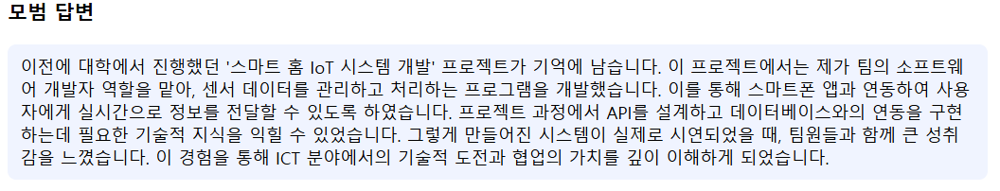 모범 답변
이전에 대학에서 진행했던 '스마트 홈 IoT 시스템 개발' 프로젝트가 기억에 남습니다. 이 프로젝트에서는 제가 팀의 소프트웨
어 개발자 역할을 맡아, 센서 데이터를 관리하고 처리하는 프로그램을 개발했습니다. 이를 통해 스마트폰 앱과 연동하여 사용
자에게 실시간으로 정보를 전달할 수 있도록 하였습니다. 프로젝트 과정에서 API를 설계하고 데이터베이스와의 연동을 구현
하는데 필요한 기술적 지식을 익힐 수 있었습니다. 그렇게 만들어진 시스템이 실제로 시연되었을 때, 팀원들과 함께 큰 성취
감을 느꼈습니다. 이 경험을 통해 ICT 분야에서의 기술적 도전과 협업의 가치를 깊이 이해하게 되었습니다.